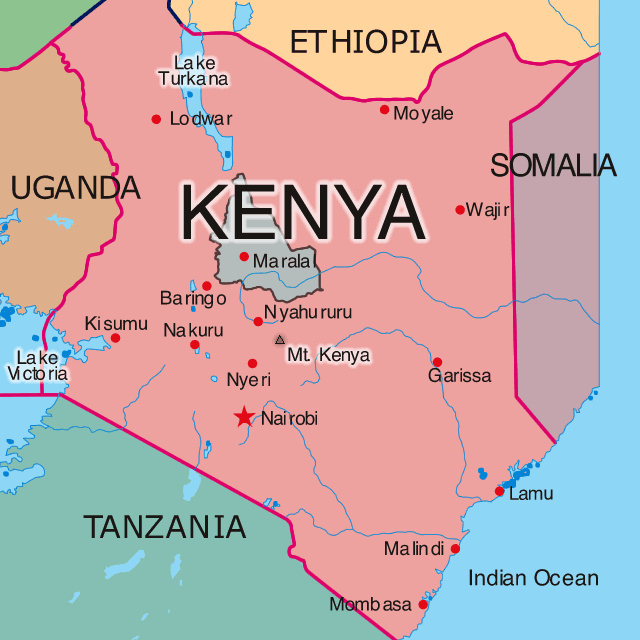 ETHIOPIA
Lake
Turkana
Lodwar
Moyale
SOMALIA
UGANDA
KENYA
Wajir
Maralal
Baringo
Nyahururu
Kisumu
Nakuru
Mt. Kenya
Lake
Victoria
Nyeri
Garissa
Nairobi
Lamu
TANZANIA
Malindi
Indian Ocean
Mombasa